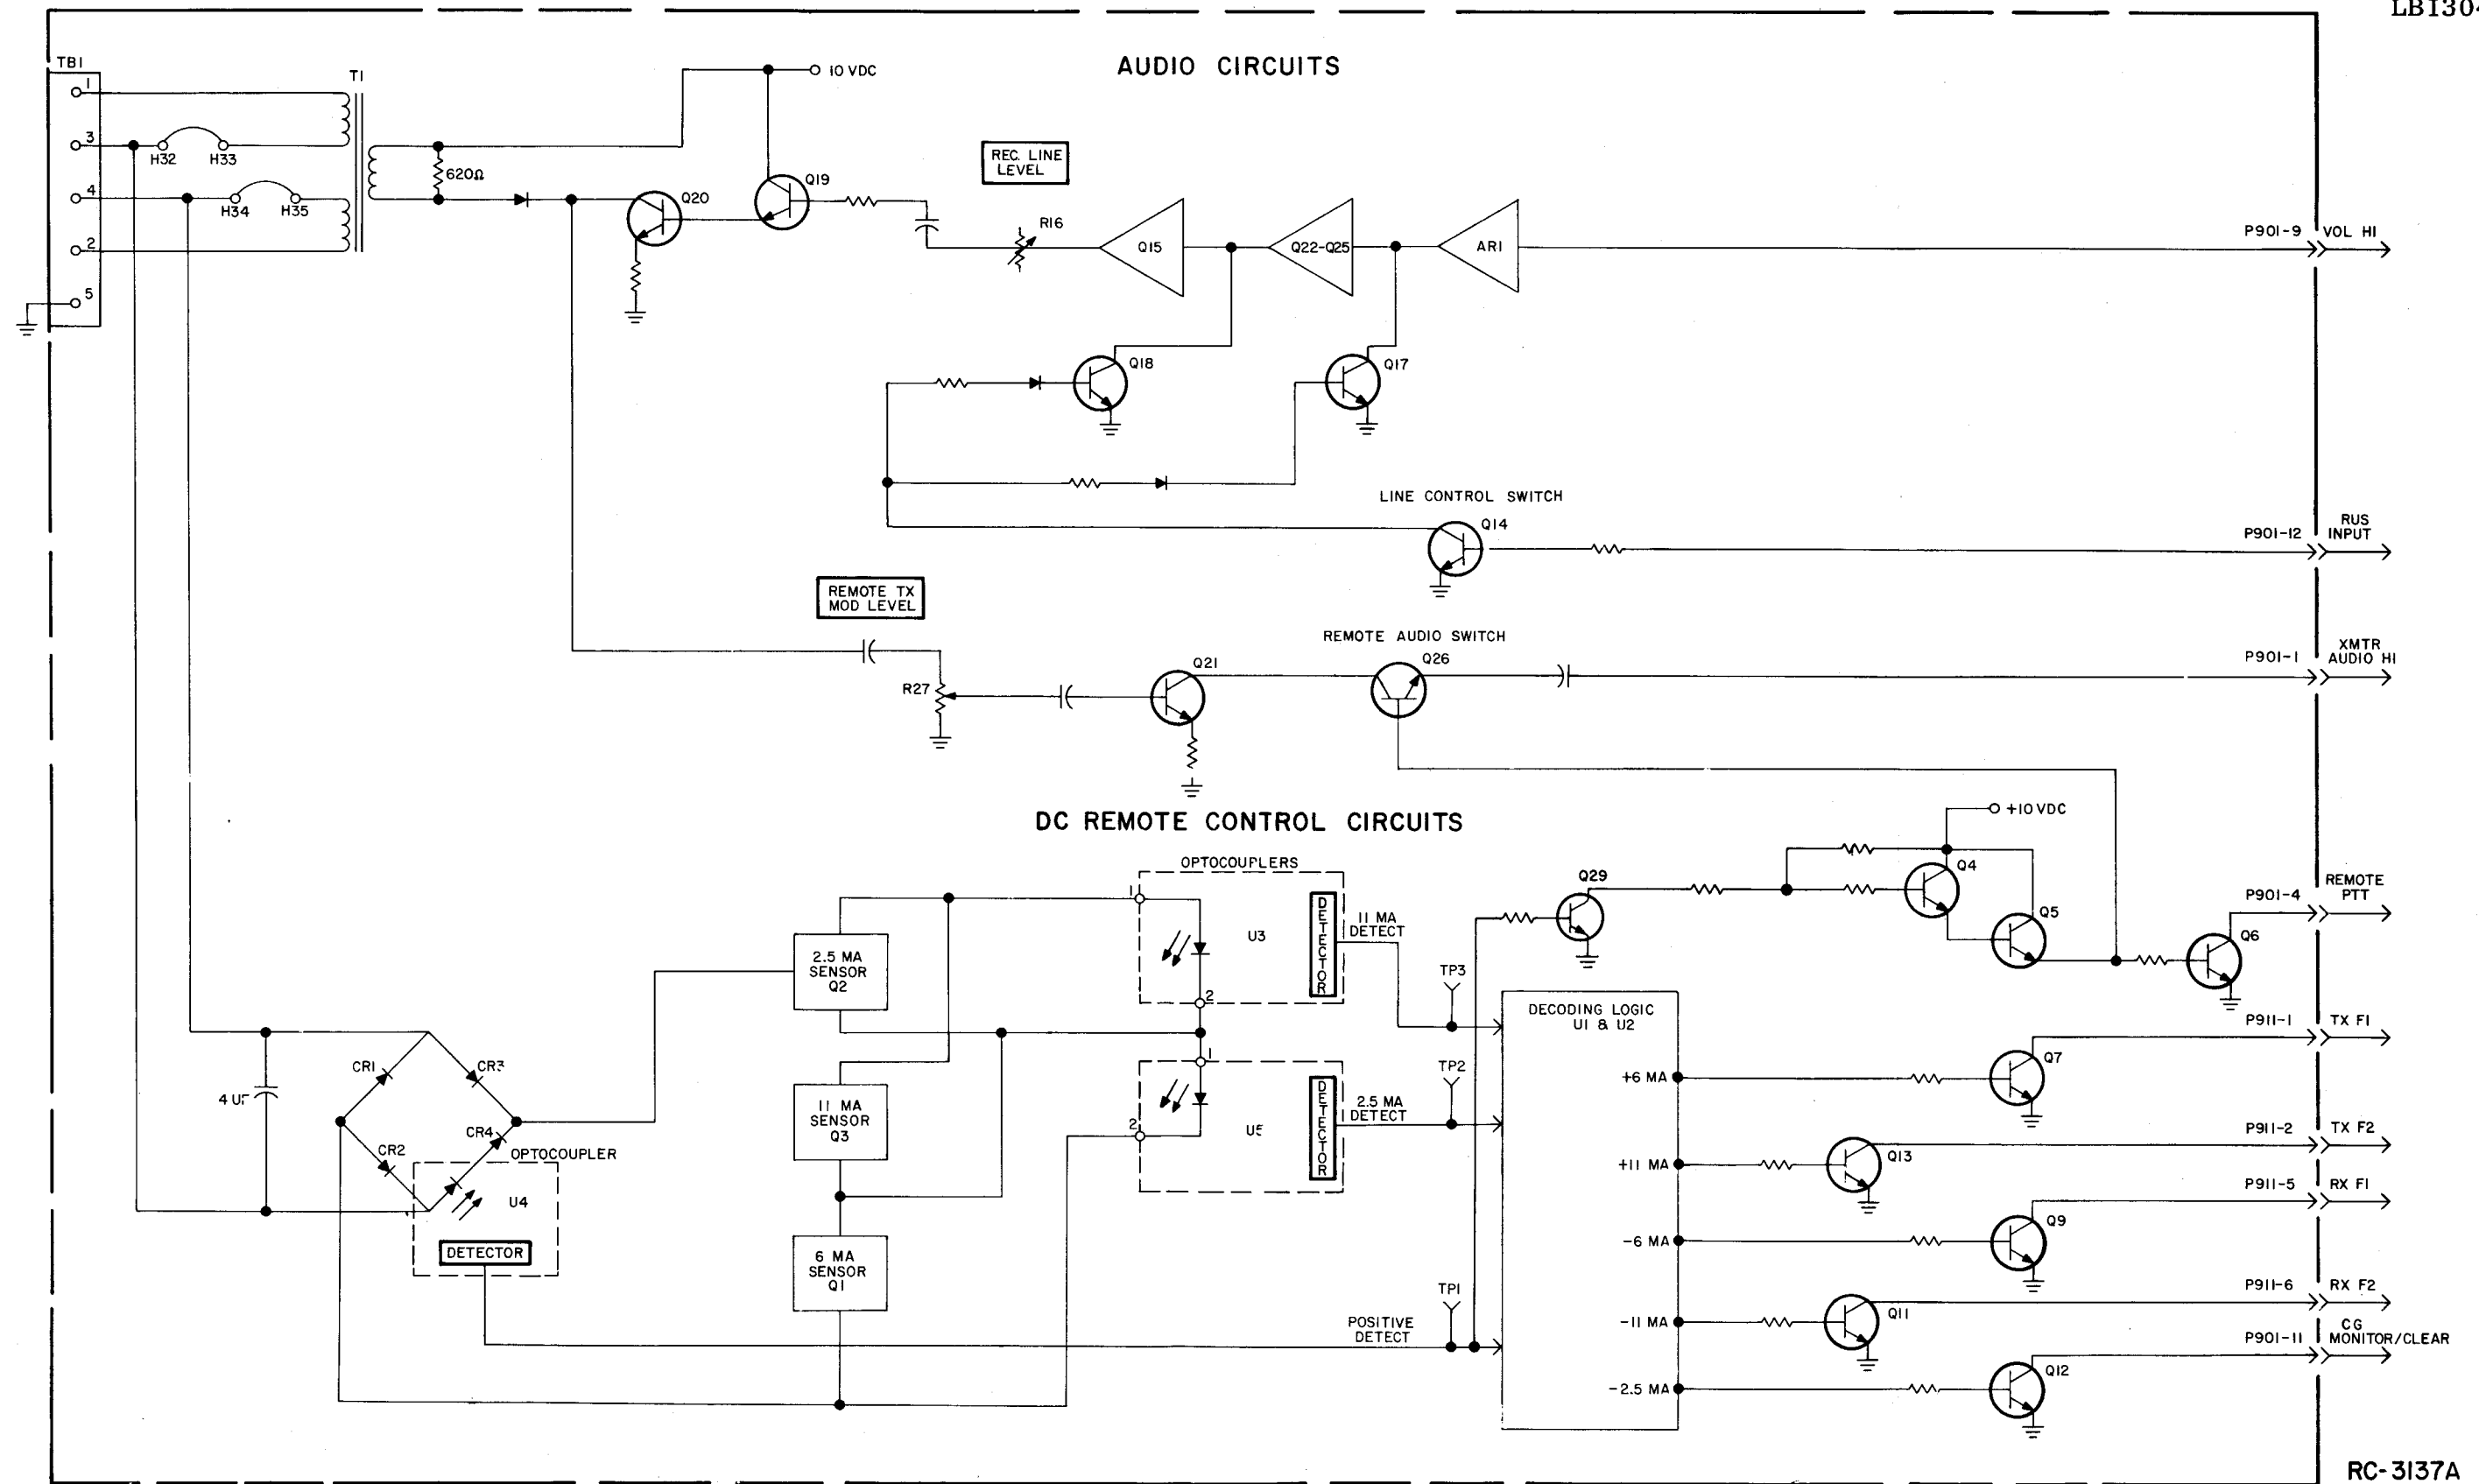 LBI304
AUDIO CIRCUITS
TB1
1
3
4
2
5
H32
H33
H34
H35
T1
620Ω
10 VDC
Q20
Q19
REC. LINE
LEVEL
R16
Q15
Q22-Q25
AR1
P901-9
VOL HI
Q18
Q17
LINE CONTROL SWITCH
Q14
P901-12
RUS
INPUT
REMOTE TX
MOD LEVEL
R27
Q21
REMOTE AUDIO SWITCH
Q26
P901-1
XMTR
AUDIO HI
DC REMOTE CONTROL CIRCUITS
+10 VDC
OPTOCOUPLERS
1
U3
DETECTOR
2
11 MA
DETECT
Q29
Q4
Q5
Q6
P901-4
REMOTE
PTT
2.5 MA
SENSOR
Q2
TP3
DECODING LOGIC
U1 & U2
P911-1
TX F1
4 UF
CR1
CR3
CR2
CR4
11 MA
SENSOR
Q3
1
2
U5
DETECTOR
2.5 MA
DETECT
TP2
+6 MA
Q7
P911-2
TX F2
OPTOCOUPLER
U4
DETECTOR
+11 MA
Q13
P911-5
RX F1
6 MA
SENSOR
Q1
-6 MA
Q9
POSITIVE
DETECT
TP1
-11 MA
Q11
P911-6
RX F2
P901-11
CG
MONITOR/CLEAR
-2.5 MA
Q12
RC-3137A